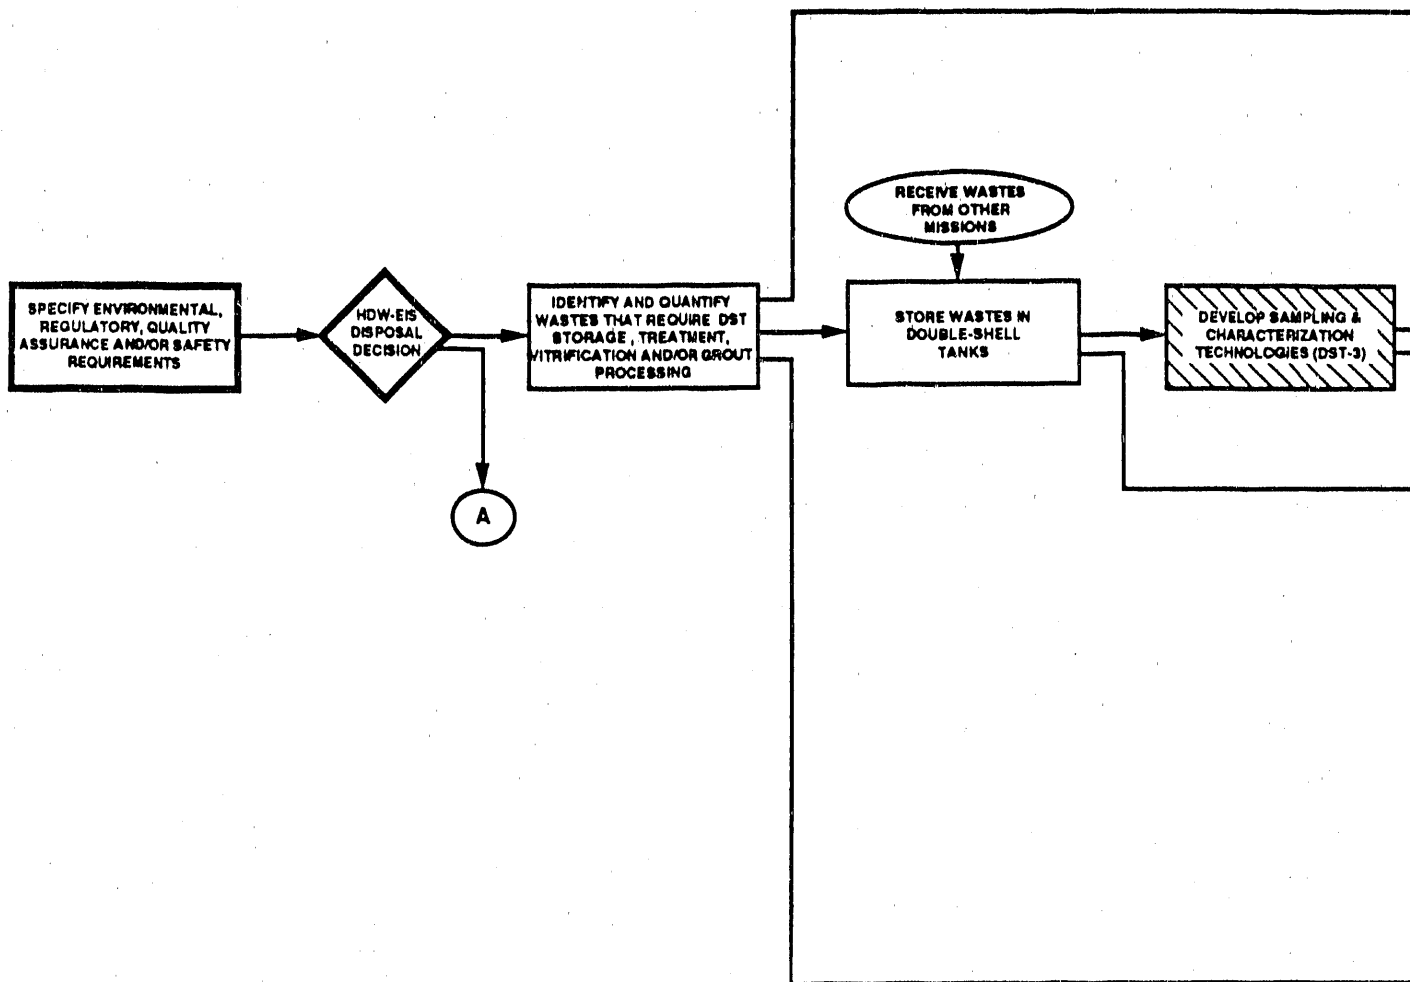 RECEIVE WASTES
FROM OTHER
MISSIONS
SPECIFY ENVIRONMENTAL,
REGULATORY, QUALITY
ASSURANCE AND/OR SAFETY
REQUIREMENTS
HDW-EIS
DISPOSAL
DECISION
IDENTIFY AND QUANTIFY
WASTES THAT REQUIRE DST
STORAGE, TREATMENT,
VITRIFICATION AND/OR GROUT
PROCESSING
STORE WASTES IN
DOUBLE-SHELL
TANKS
DEVELOP SAMPLING &
CHARACTERIZATION
TECHNOLOGIES (DST-3)
A